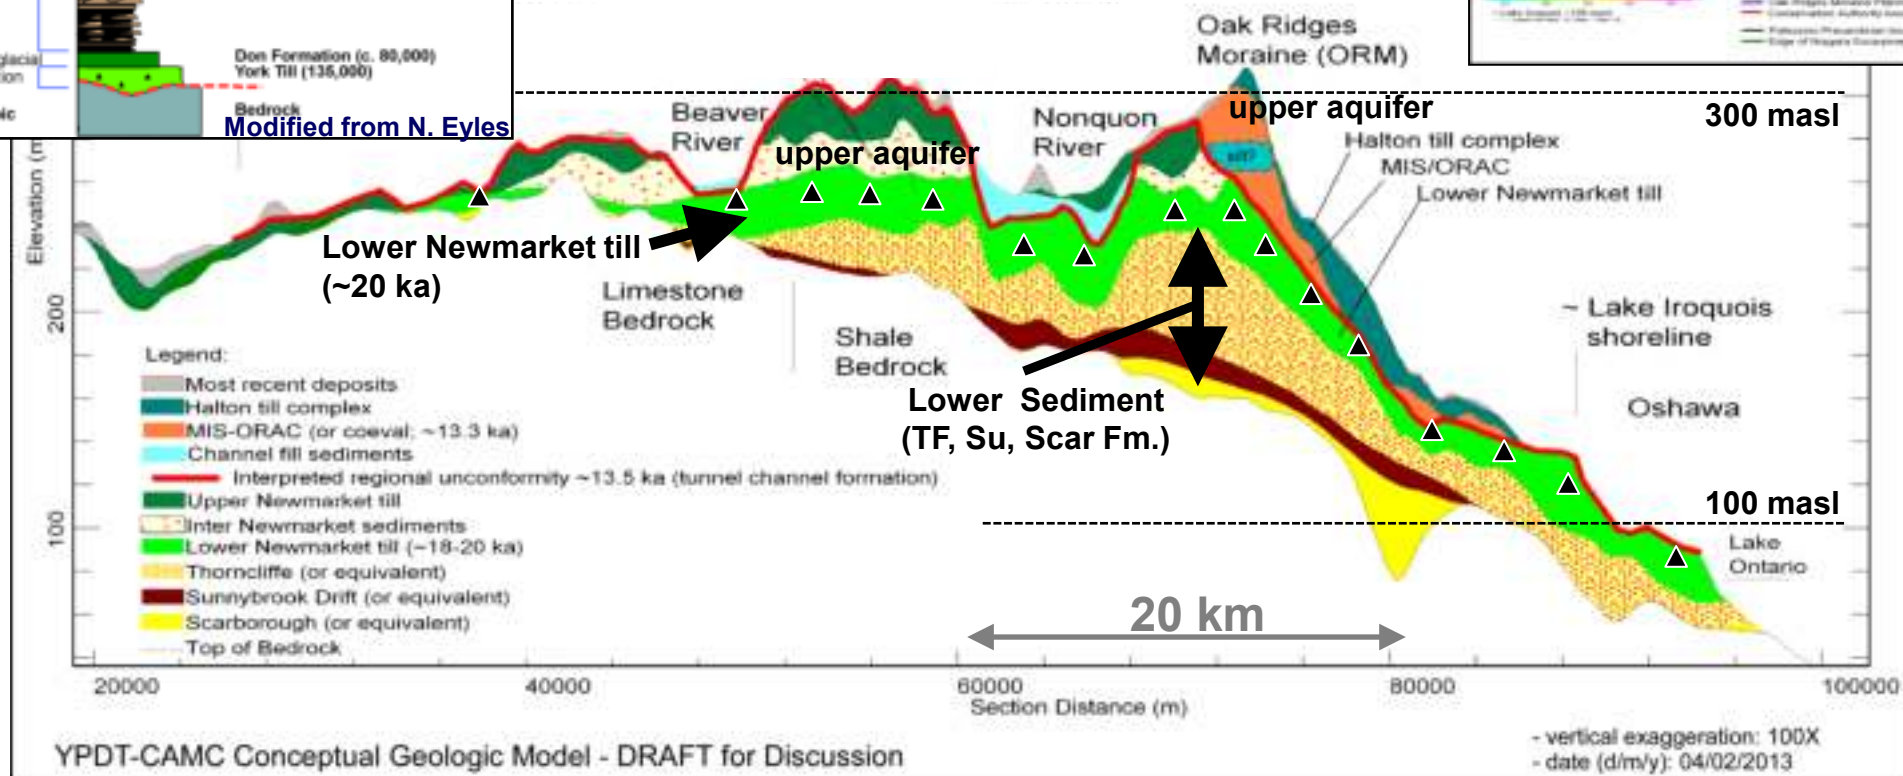 Don Formation (c. 80,000)
York Till (135,000)
Bedrock
Modified from N. Eyles
glacial
Oak Ridges
Moraine (ORM)
300 masl
Beaver
River
upper aquifer
Nonquon
River
upper aquifer
Halton till complex
MIS/ORAC
Lower Newmarket till
Elevation (m
200
100
Lower Newmarket till
(~20 ka)
Limestone
Bedrock
Shale
Bedrock
~ Lake Iroquois
shoreline
Oshawa
Lower Sediment
(TF, Su, Scar Fm.)
100 masl
Lake
Ontario
Legend:
Most recent deposits
Halton till complex
MIS-ORAC (or coeval; ~13.3 ka)
Channel fill sediments
Interpreted regional unconformity ~13.5 ka (tunnel channel formation)
Upper Newmarket till
Inter Newmarket sediments
Lower Newmarket till (~18-20 ka)
Thorncliffe (or equivalent)
Sunnybrook Drift (or equivalent)
Scarborough (or equivalent)
Top of Bedrock
20 km
20000 40000 60000 80000 100000
Section Distance (m)
YPDT-CAMC Conceptual Geologic Model - DRAFT for Discussion
- vertical exaggeration: 100X
- date (d/m/y): 04/02/2013